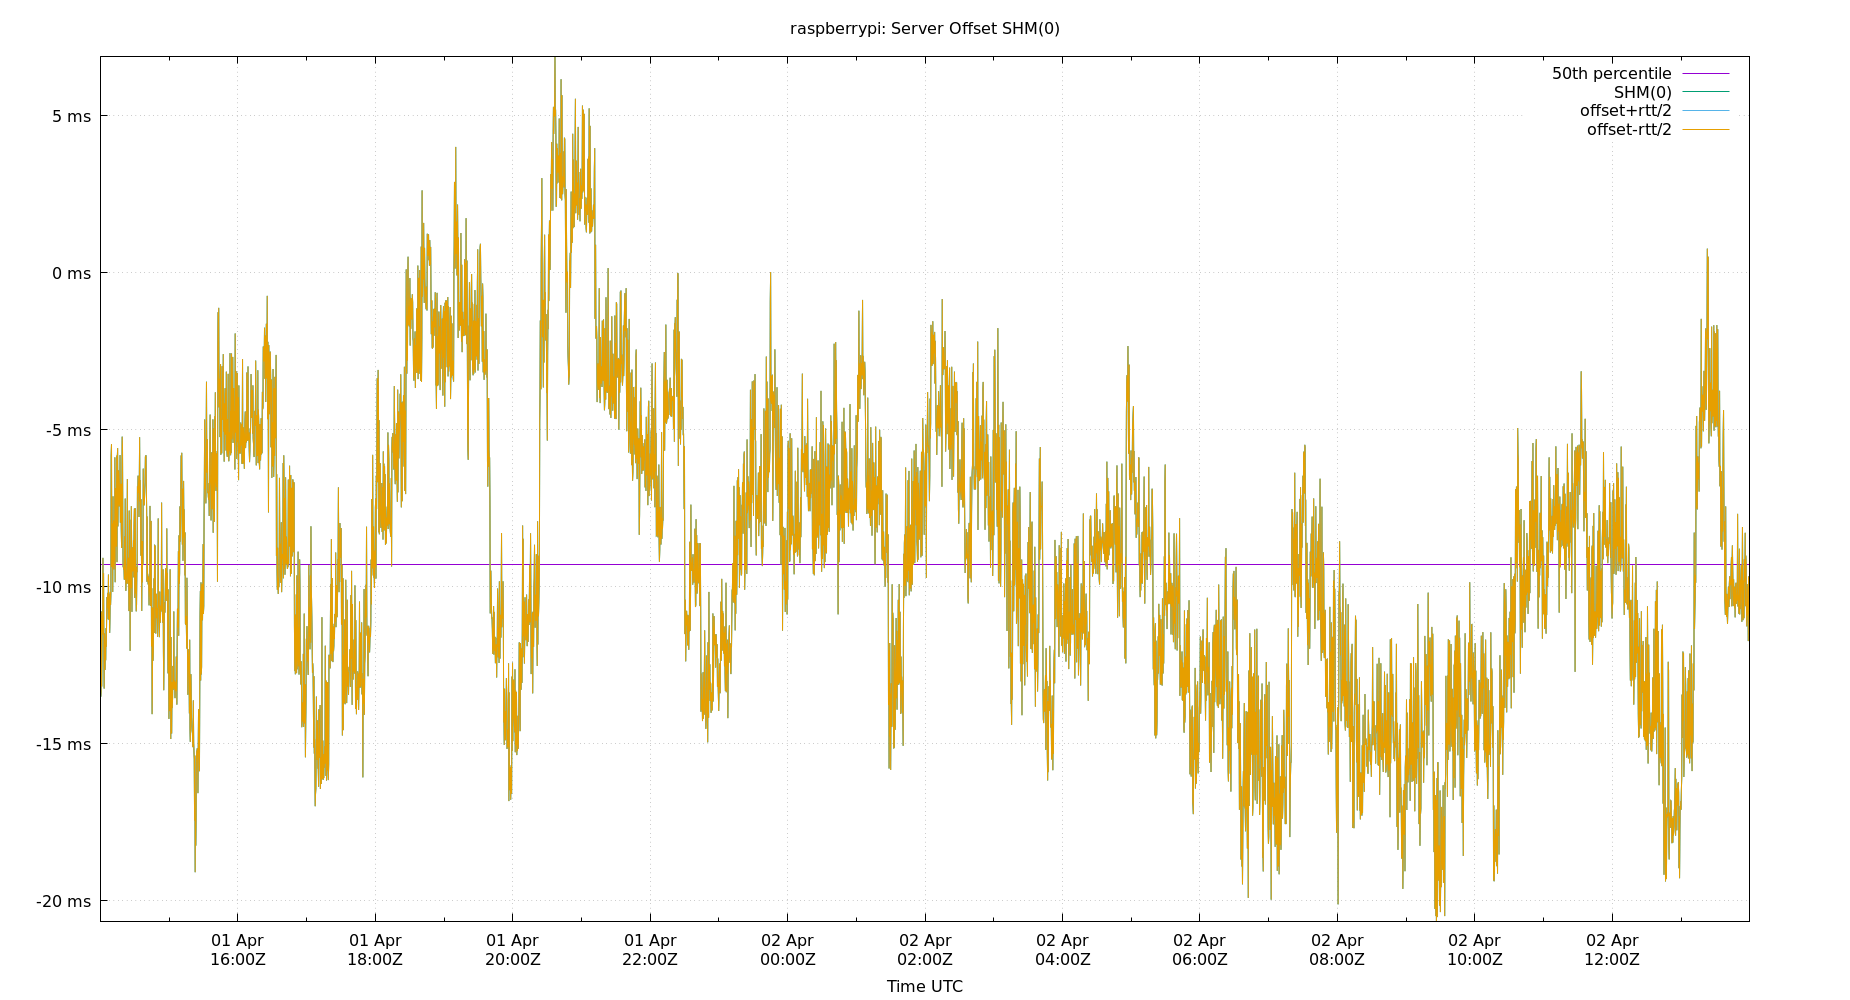 raspberrypi: Server Offset SHM(0)
50th percentile
SHM(0)
offset+rtt/2
offset-rtt/2
5 ms
0 ms
-5 ms
-10 ms
-15 ms
-20 ms
01 Apr 01 Apr 01 Apr 01 Apr 02 Apr 02 Apr 02 Apr 02 Apr 02 Apr 02 Apr 02 Apr
16:00Z 18:00Z 20:00Z 22:00Z 00:00Z 02:00Z 04:00Z 06:00Z 08:00Z 10:00Z 12:00Z
Time UTC